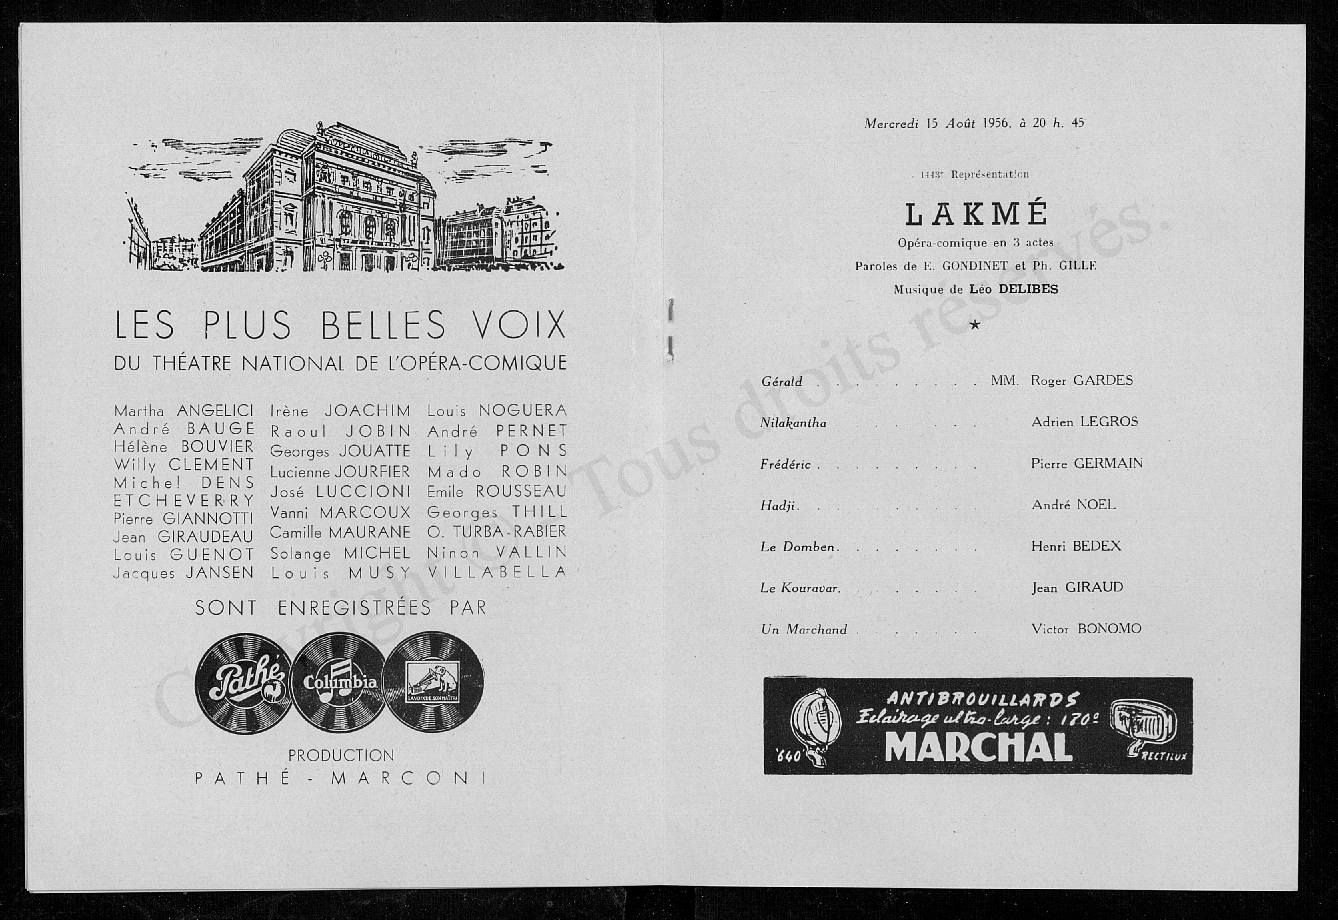 LES PLUS BELLES VOIX
DU THÉATRE NATIONAL DE L'OPÉRA-COMIQUE
Martha ANGELICI
André BAUGE
Hélène BOUVIER
Willy CLEMENT
Michel DENS
ETCHEVERRY
Pierre GIANNOTTI
Jean GIRAUDEAU
Louis GUENOT
Jacques JANSEN
Irène JOACHIM
Raoul JOBIN
Georges JOUATTE
Lucienne JOURFIER
José LUCCIONI
Vanni MARCOUX
Camille MAURANE
Solange MICHEL
Louis MUSY
Louis NOGUERA
André PERNET
Lily PONS
Mado ROBIN
Emile ROUSSEAU
Georges THILL
O. TURBA-RABIER
Ninon VALLIN
VILLABELLA
SONT ENREGISTRÉES PAR
Pathé
Columbia
LA VOIX DE SON MAITRE
PRODUCTION
PATHÉ - MARCONI
Mercredi 15 Août 1956, à 20 h. 45
1443e Représentation
LAKMÉ
Opéra-comique en 3 actes
Paroles de E. GONDINET et Ph. GILLE
Musique de Léo DELIBES
Gérald . . . . . . . . . MM. Roger GARDES
Nilakantha . . . . . Adrien LEGROS
Frédéric . . . . . . . . . Pierre GERMAIN
Hadji. . . . . . . . . . André NOEL
Le Domben. . . . . . . . Henri BEDEX
Le Kouravar. . . . . . Jean GIRAUD
Un Marchand . . . . . . Victor BONOMO
ANTIBROUILLARDS
Eclairage ultra-large : 170°
MARCHAL
"640"
RECTILUX
Copyright © Tous droits réservés.